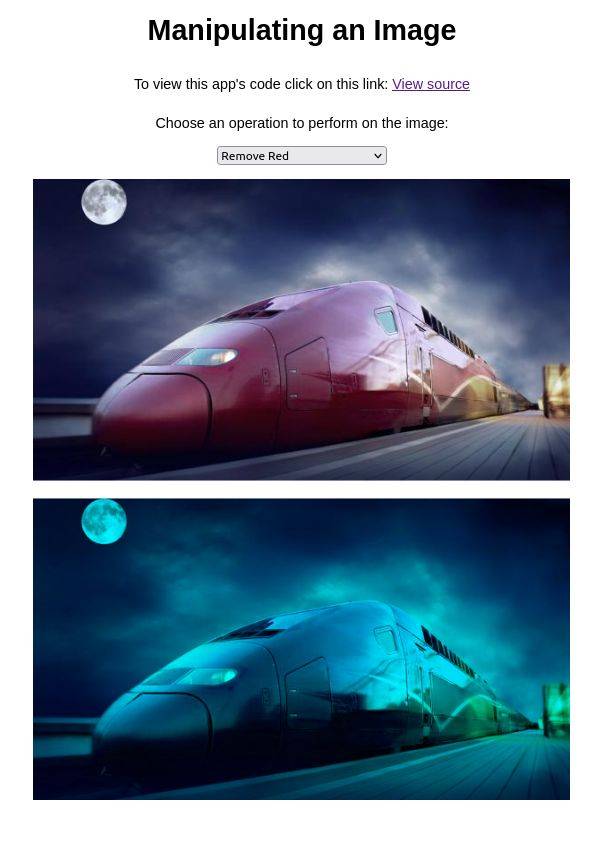 Manipulating an Image
To view this app's code click on this link: View source
Choose an operation to perform on the image:
Remove Red